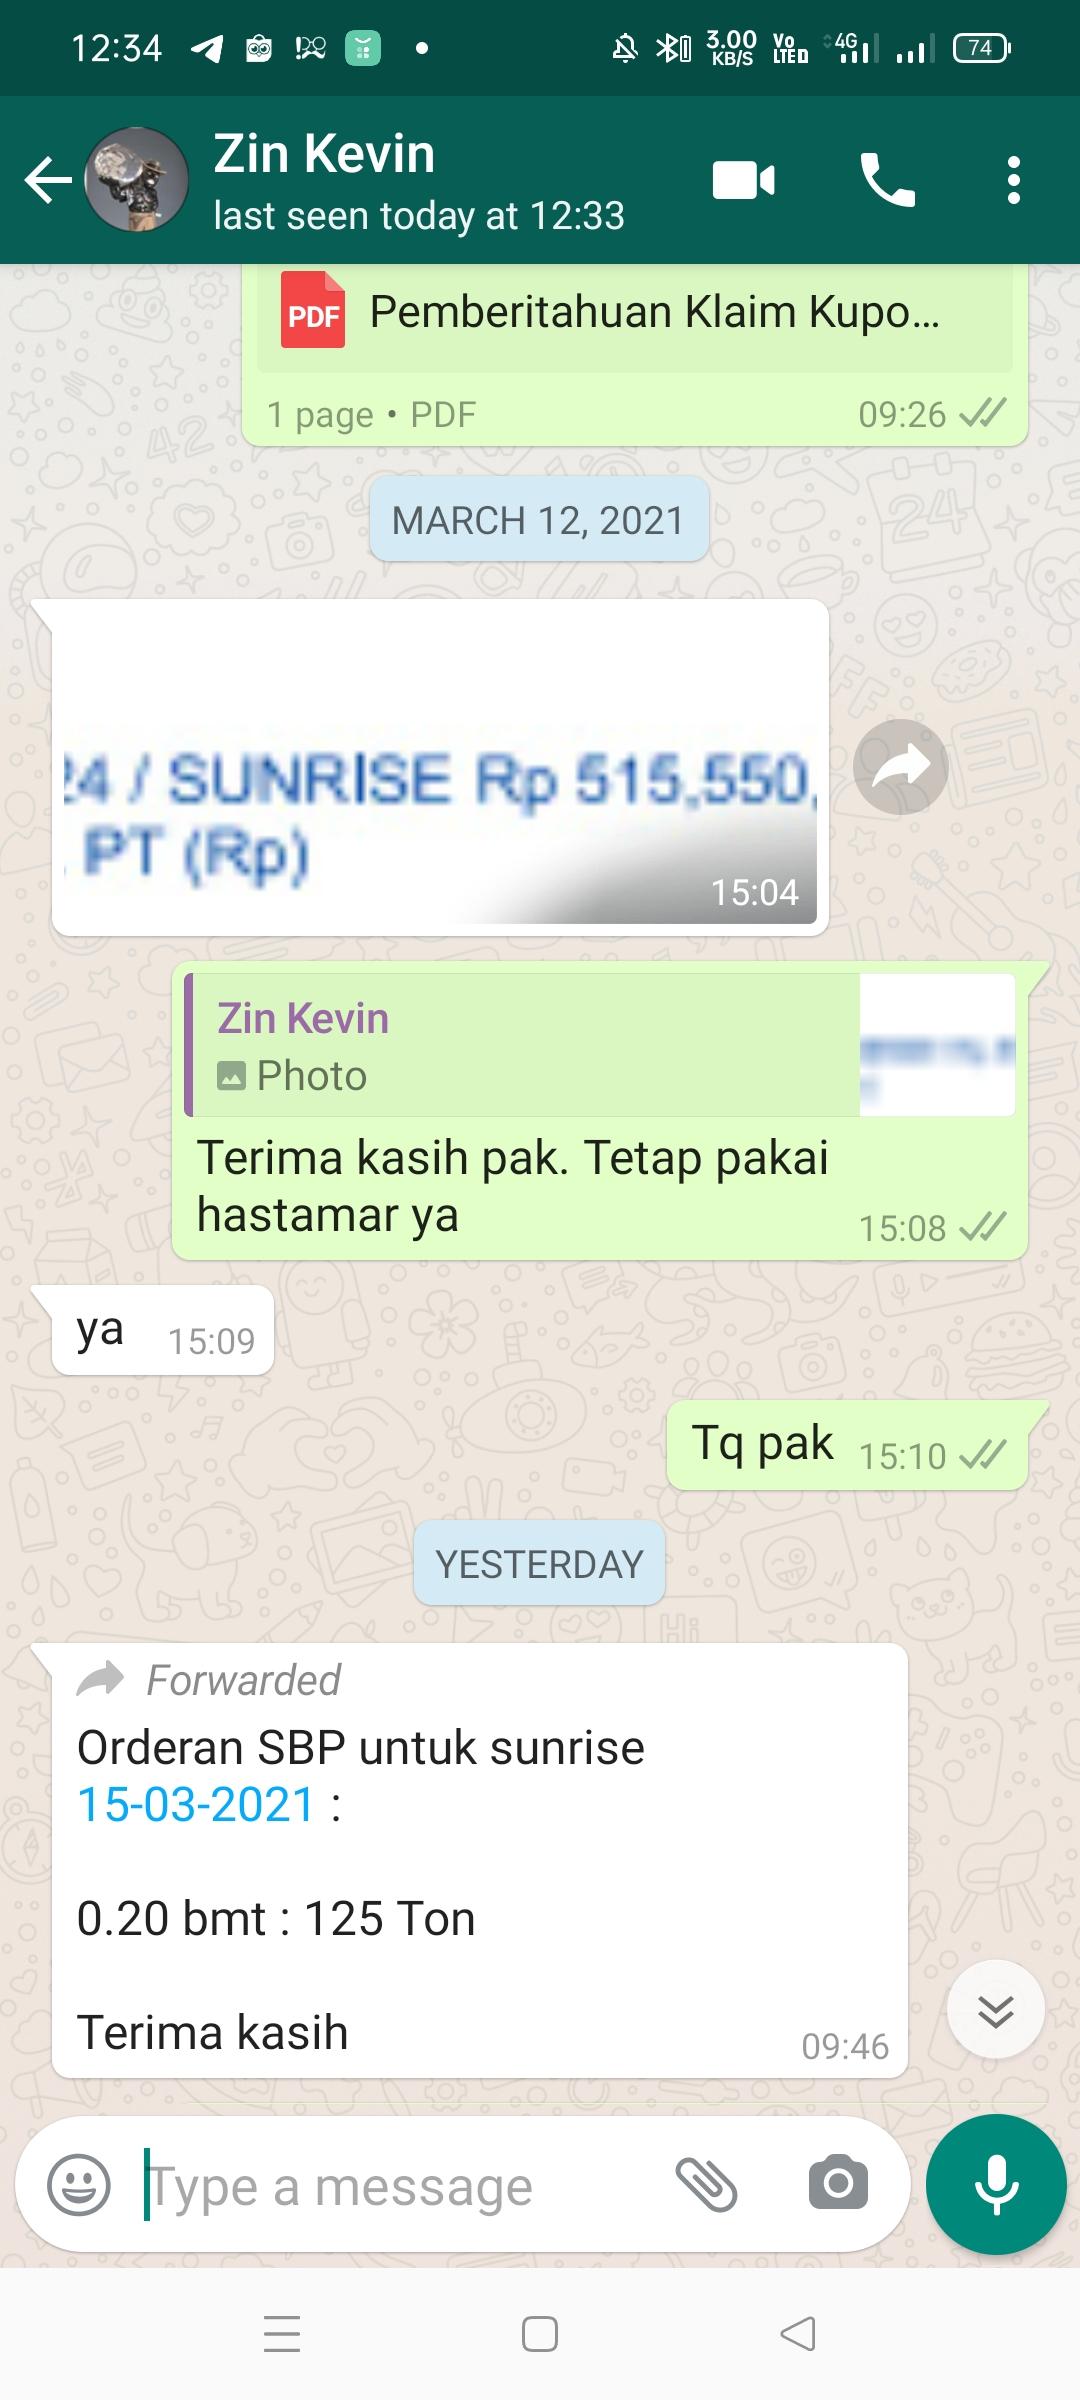 12:34
3.00 KB/S
Vo LTE
4G
74
Zin Kevin
last seen today at 12:33
PDF
Pemberitahuan Klaim Kupo...
1 page • PDF
09:26
MARCH 12, 2021
24 / SUNRISE Rp 515,550,
PT (Rp)
15:04
Zin Kevin
Photo
Terima kasih pak. Tetap pakai
hastamar ya
15:08
ya
15:09
Tq pak
15:10
YESTERDAY
Forwarded
Orderan SBP untuk sunrise
15-03-2021 :
0.20 bmt : 125 Ton
Terima kasih
09:46
Type a message